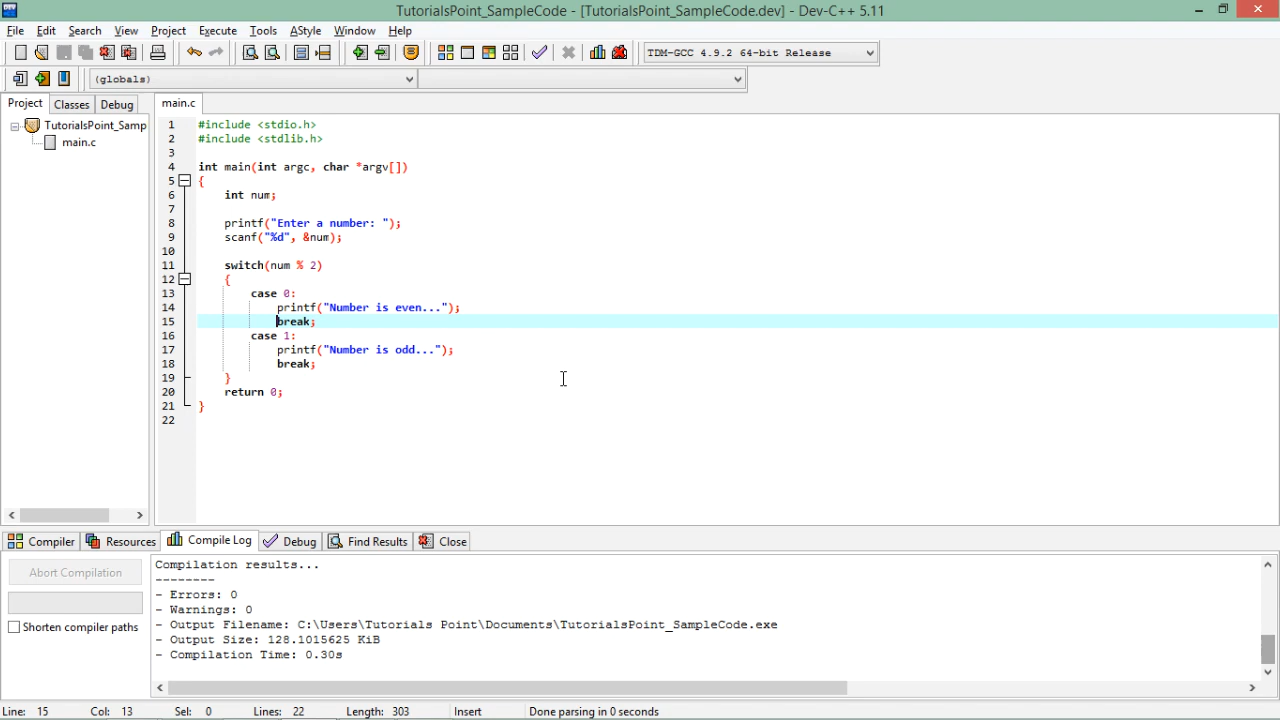 TutorialsPoint_SampleCode - [TutorialsPoint_SampleCode.dev] - Dev-C++ 5.11
File Edit Search View Project Execute Tools AStyle Window Help
TDM-GCC 4.9.2 64-bit Release
(globals)
Project Classes Debug
main.c
TutorialsPoint_Samp
main.c
1 #include <stdio.h>
2 #include <stdlib.h>
3
4 int main(int argc, char *argv[])
5 {
6 int num;
7
8 printf("Enter a number: ");
9 scanf("%d", &num);
10
11 switch(num % 2)
12 {
13 case 0:
14 printf("Number is even...");
15 break;
16 case 1:
17 printf("Number is odd...");
18 break;
19 }
20 return 0;
21 }
22
Compiler Resources Compile Log Debug Find Results Close
Abort Compilation
Shorten compiler paths
Compilation results...
--------
- Errors: 0
- Warnings: 0
- Output Filename: C:\Users\Tutorials Point\Documents\TutorialsPoint_SampleCode.exe
- Output Size: 128.1015625 KiB
- Compilation Time: 0.30s
Line: 15 Col: 13 Sel: 0 Lines: 22 Length: 303 Insert Done parsing in 0 seconds